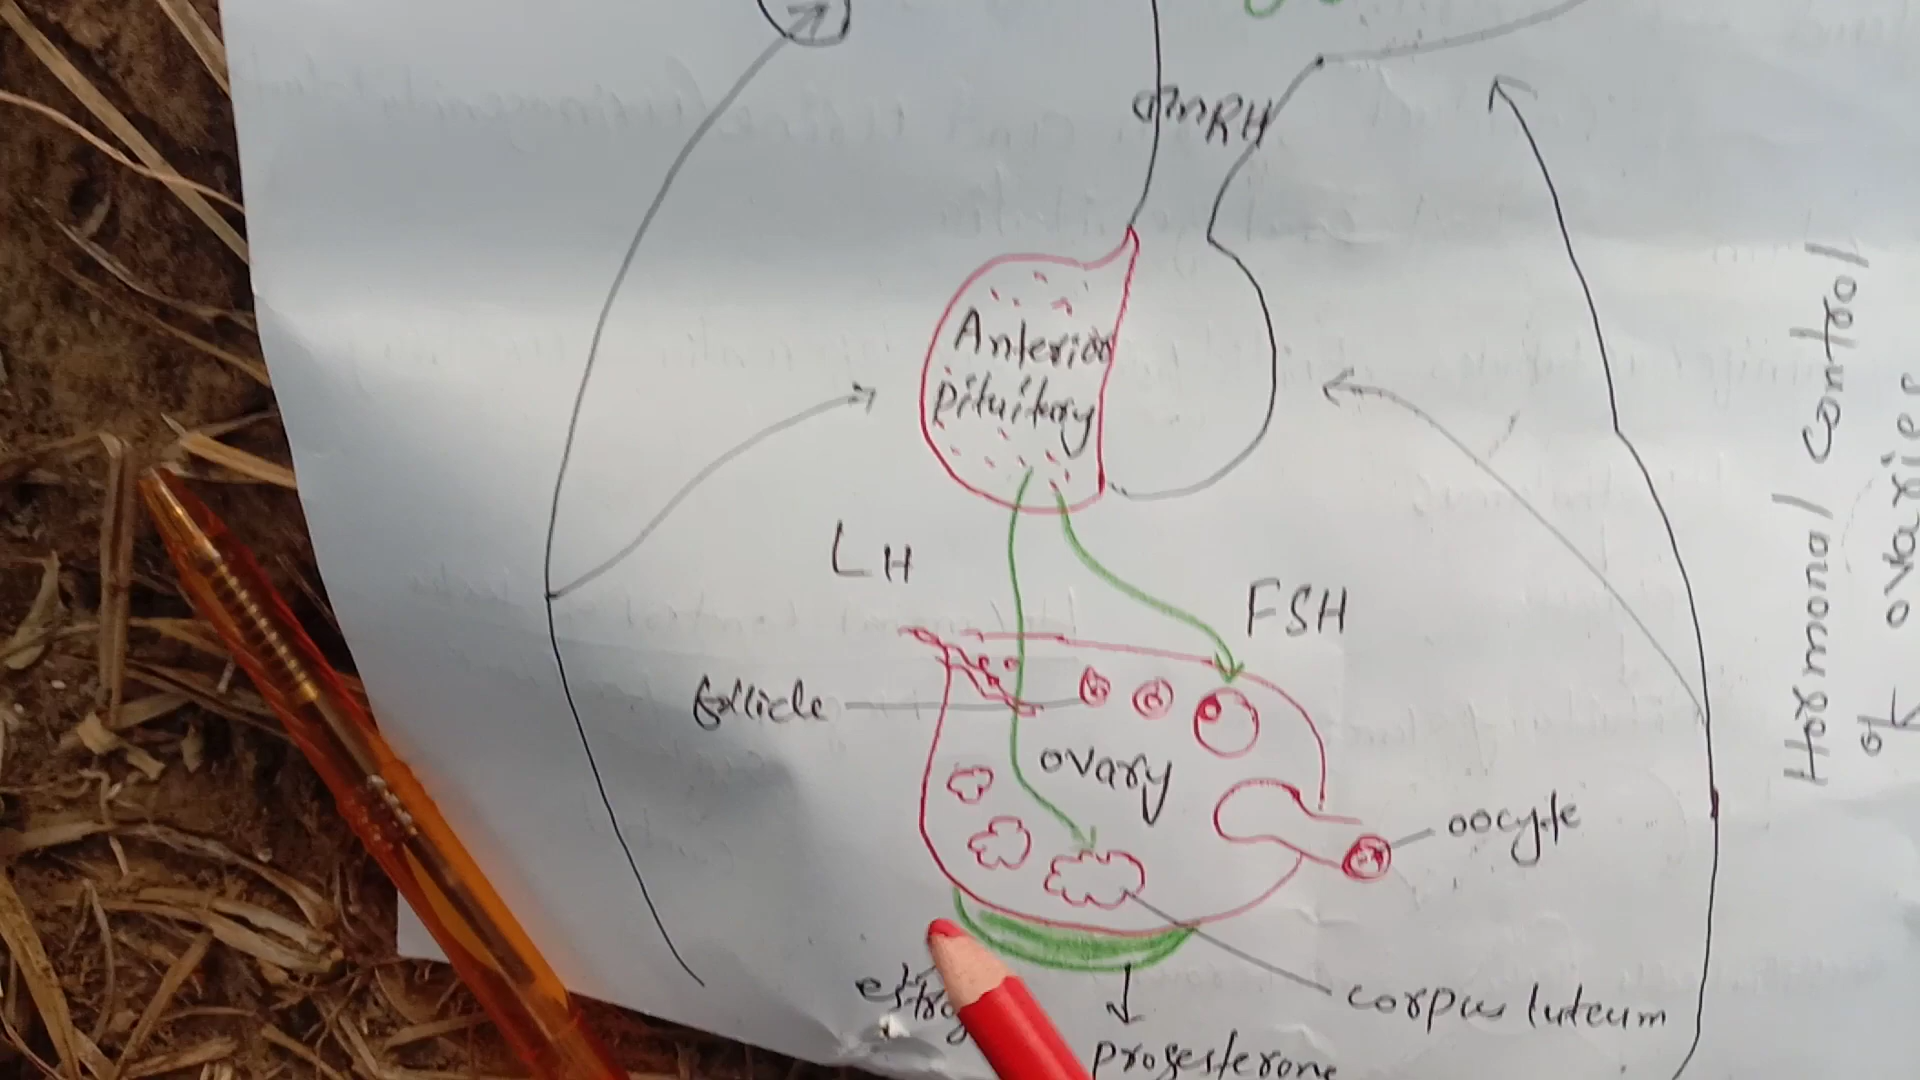 GnRH
Anterior
pituitary
LH
FSH
follicle
ovary
oocyte
corpus luteum
progesterone
Hormonal control
of ovaries